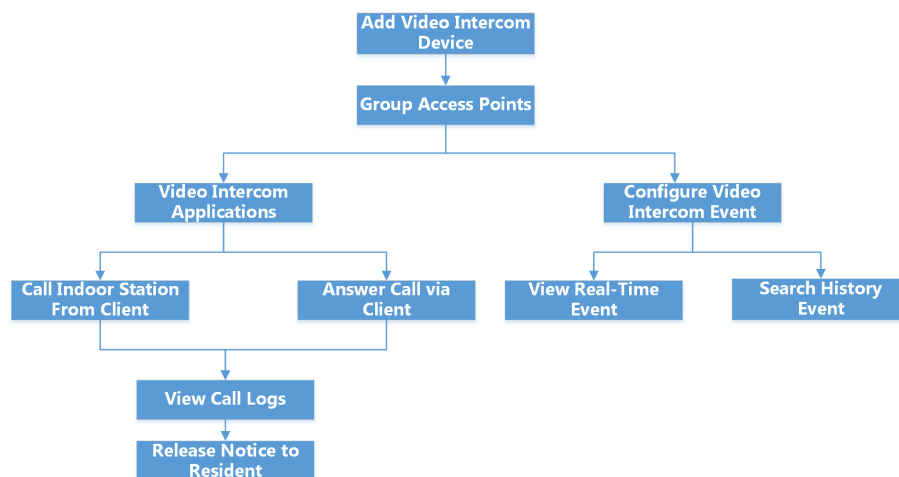 Add Video Intercom
Device
Group Access Points
Video Intercom
Applications
Configure Video
Intercom Event
Call Indoor Station
From Client
Answer Call via
Client
View Real-Time
Event
Search History
Event
View Call Logs
Release Notice to
Resident